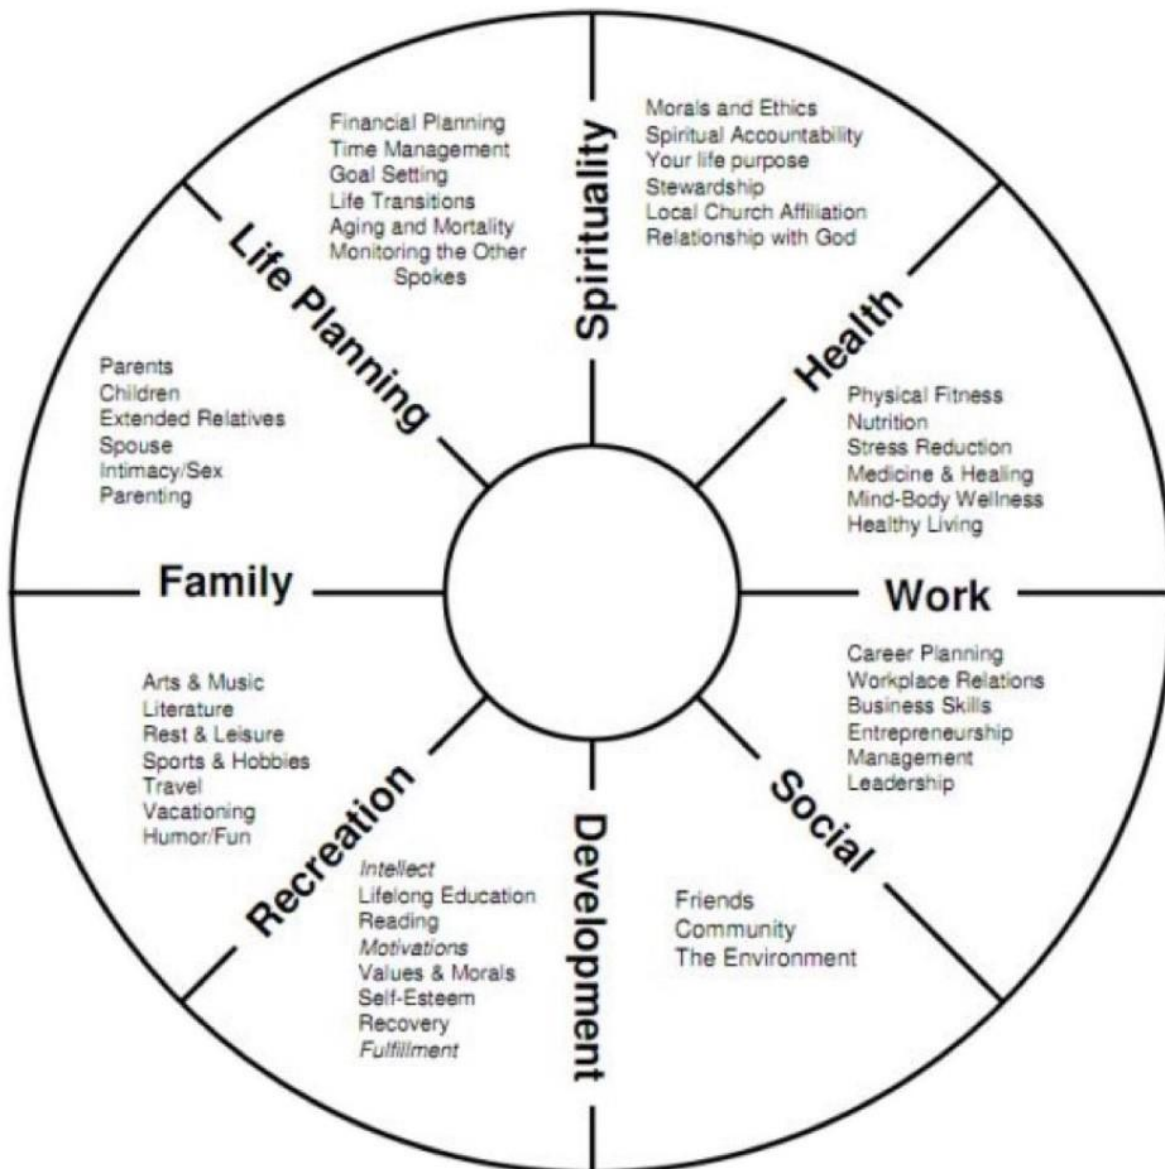 Spirituality
Morals and Ethics
Spiritual Accountability
Your life purpose
Stewardship
Local Church Affiliation
Relationship with God
Health
Physical Fitness
Nutrition
Stress Reduction
Medicine & Healing
Mind-Body Wellness
Healthy Living
Work
Career Planning
Workplace Relations
Business Skills
Entrepreneurship
Management
Leadership
Social
Friends
Community
The Environment
Development
Intellect
Lifelong Education
Reading
Motivations
Values & Morals
Self-Esteem
Recovery
Fulfillment
Recreation
Arts & Music
Literature
Rest & Leisure
Sports & Hobbies
Travel
Vacationing
Humor/Fun
Family
Parents
Children
Extended Relatives
Spouse
Intimacy/Sex
Parenting
Life Planning
Financial Planning
Time Management
Goal Setting
Life Transitions
Aging and Mortality
Monitoring the Other
Spokes